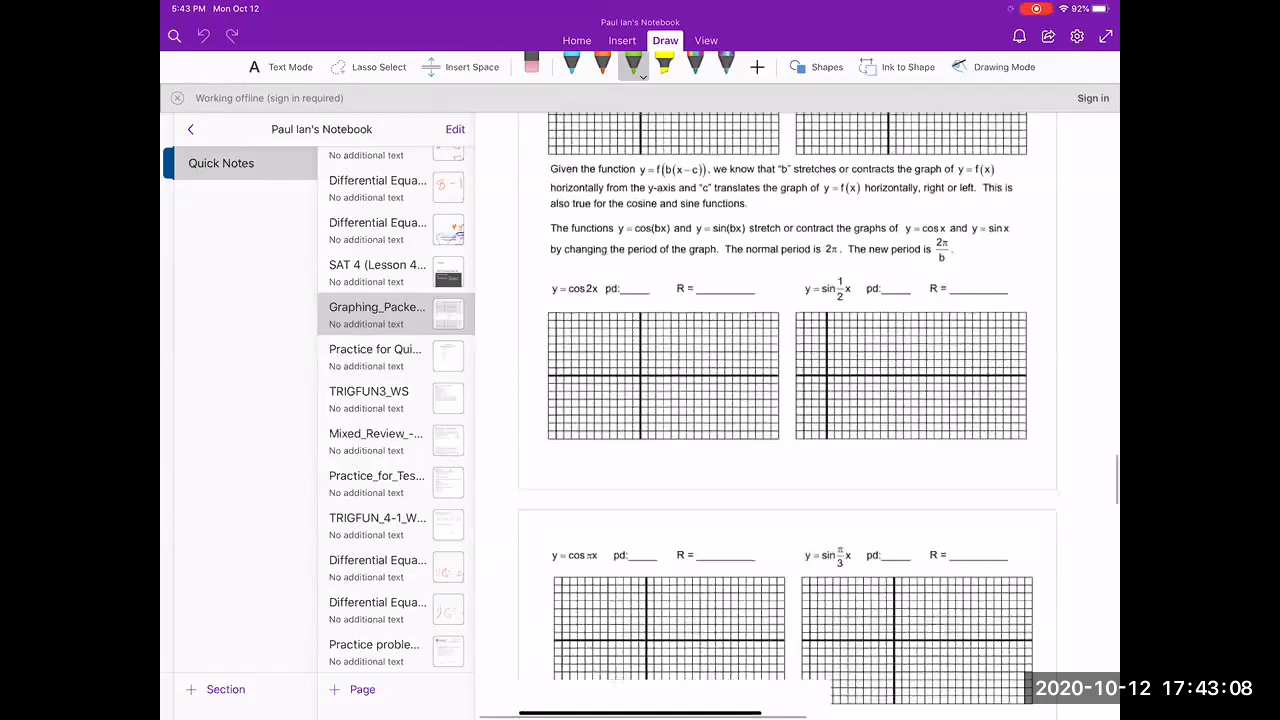 5:43 PM Mon Oct 12
92%
Paul Ian's Notebook
Home Insert Draw View
A Text Mode Lasso Select Insert Space Shapes Ink to Shape Drawing Mode
Working offline (sign in required) Sign in
Paul Ian's Notebook Edit
Quick Notes
No additional text
Differential Equa...
No additional text
Differential Equa...
No additional text
SAT 4 (Lesson 4...
No additional text
Graphing_Packe...
No additional text
Practice for Qui...
No additional text
TRIGFUN3_WS
No additional text
Mixed_Review_-...
No additional text
Practice_for_Tes...
No additional text
TRIGFUN_4-1_W...
No additional text
Differential Equa...
No additional text
Differential Equa...
No additional text
Practice proble...
No additional text
+ Section + Page
Given the function y = f(b(x − c)), we know that "b" stretches or contracts the graph of y = f(x)
horizontally from the y-axis and "c" translates the graph of y = f(x) horizontally, right or left. This is
also true for the cosine and sine functions.
The functions y = cos(bx) and y = sin(bx) stretch or contract the graphs of y = cos x and y = sin x
by changing the period of the graph. The normal period is 2π. The new period is 2π/b.
y = cos2x pd:_____ R = __________ y = sin 1/2 x pd:_____ R = __________
y = cos πx pd:_____ R = __________ y = sin π/3 x pd:_____ R = __________
2020-10-12 17:43:08